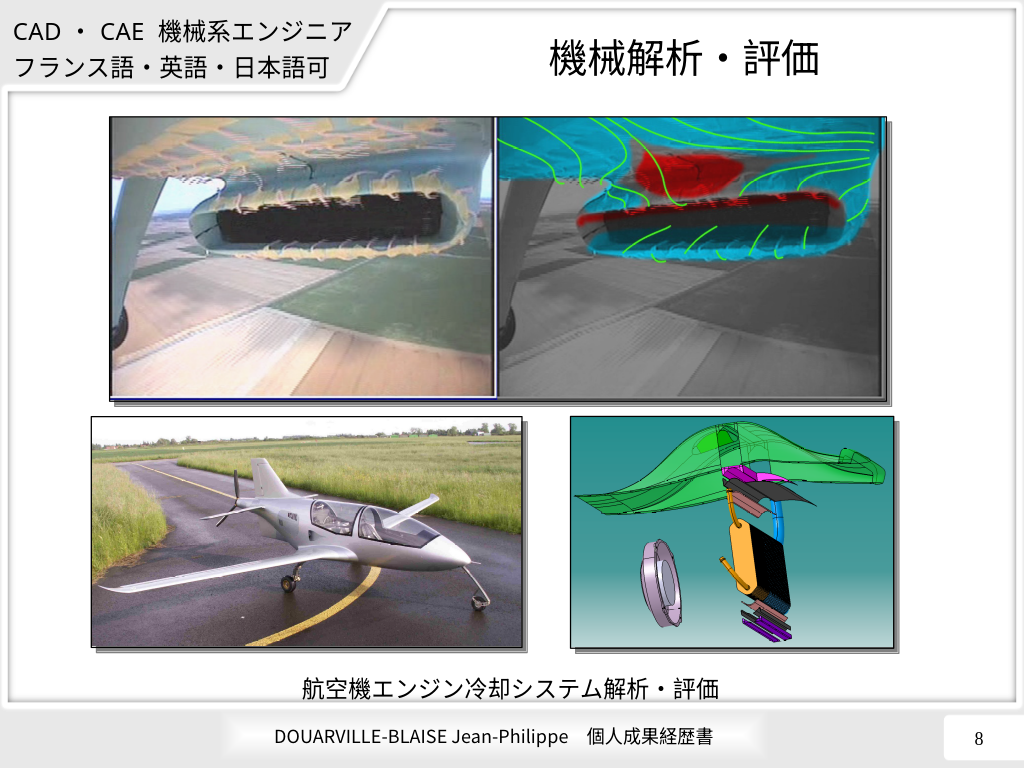 CAD ・ CAE 機械系エンジニア
フランス語・英語・日本語可
機械解析・評価
航空機エンジン冷却システム解析・評価
DOUARVILLE-BLAISE Jean-Philippe　個人成果経歴書
8